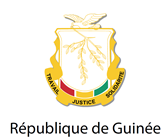 TRAVAIL JUSTICE SOLIDARITÉ
République de Guinée